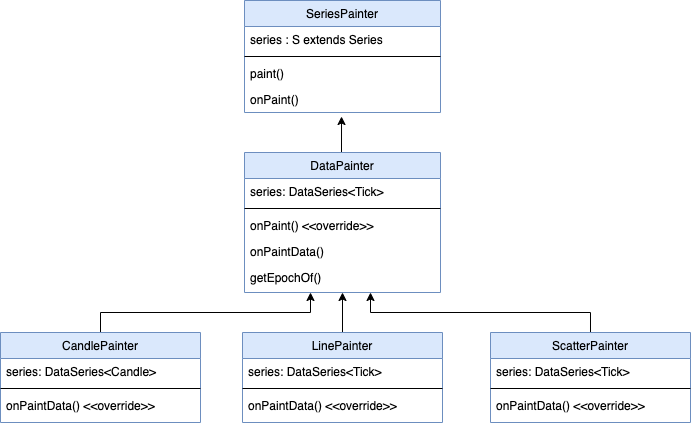 SeriesPainter
series : S extends Series
paint()
onPaint()
DataPainter
series: DataSeries<Tick>
onPaint() <<override>>
onPaintData()
getEpochOf()
CandlePainter
series: DataSeries<Candle>
onPaintData() <<override>>
LinePainter
series: DataSeries<Tick>
onPaintData() <<override>>
ScatterPainter
series: DataSeries<Tick>
onPaintData() <<override>>